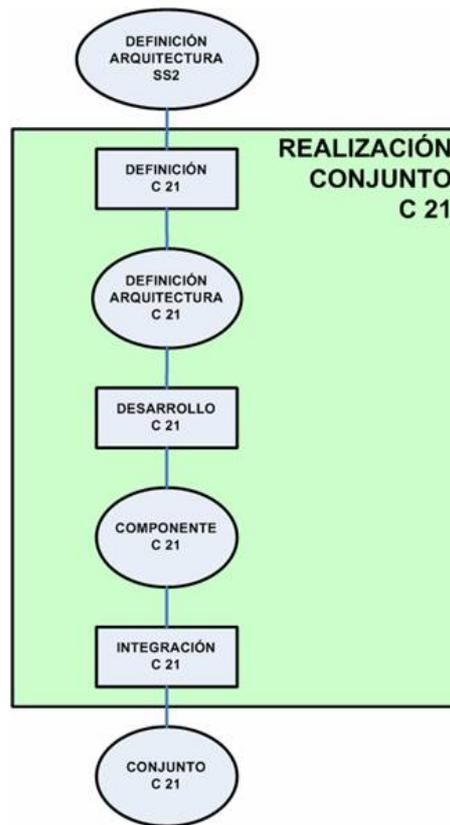 DEFINICIÓN
ARQUITECTURA
SS2
REALIZACIÓN
CONJUNTO
C 21
DEFINICIÓN
C 21
DEFINICIÓN
ARQUITECTURA
C 21
DESARROLLO
C 21
COMPONENTE
C 21
INTEGRACIÓN
C 21
CONJUNTO
C 21